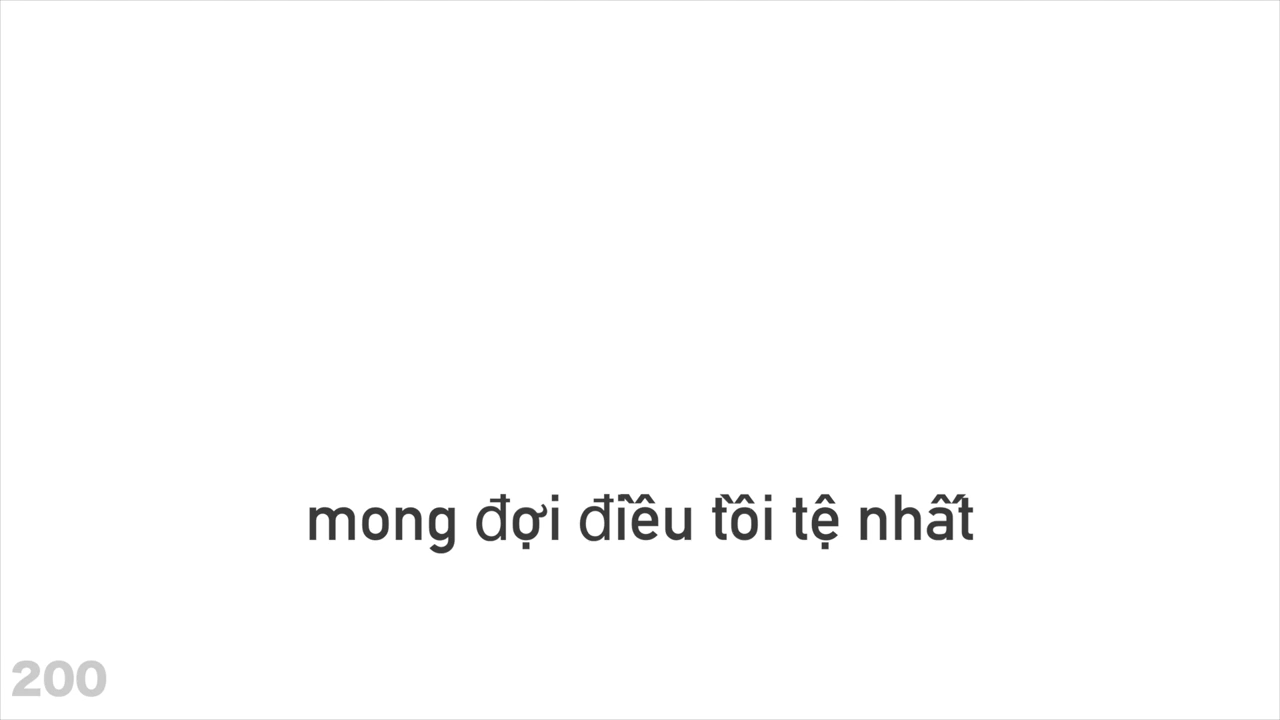 mong đợi điều tồi tệ nhất
200